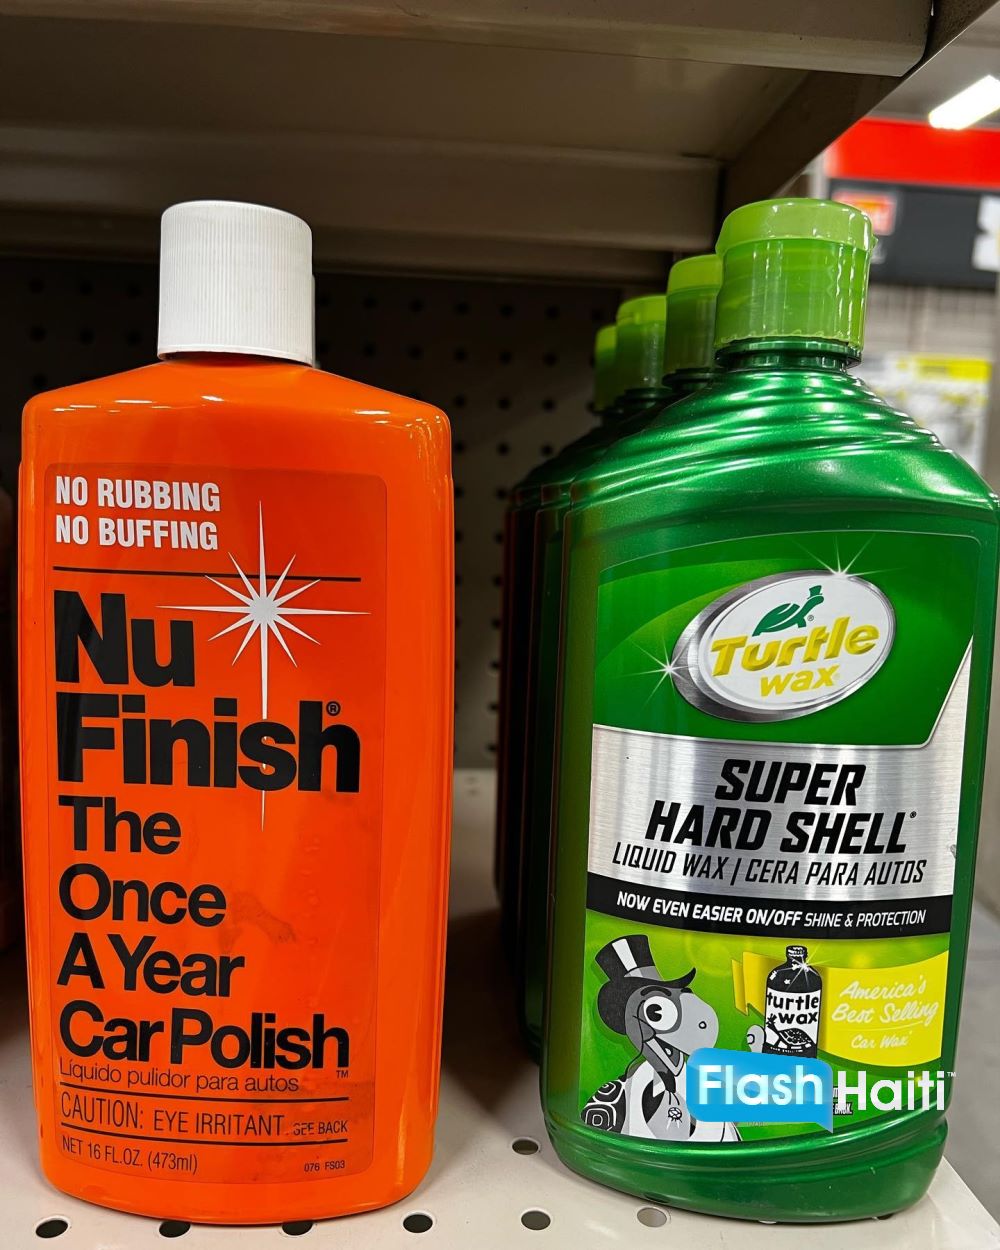 NO RUBBING
NO BUFFING
Nu
Finish®
The
Once
A Year
Car Polish™
Líquido pulidor para autos
CAUTION: EYE IRRITANT. SEE BACK
NET 16 FL.OZ. (473ml)
076 FS03
Turtle®
wax
SUPER
HARD SHELL®
LIQUID WAX | CERA PARA AUTOS
NOW EVEN EASIER ON/OFF SHINE & PROTECTION
turtle
wax
America's
Best Selling
Car Wax
Flash Haiti™